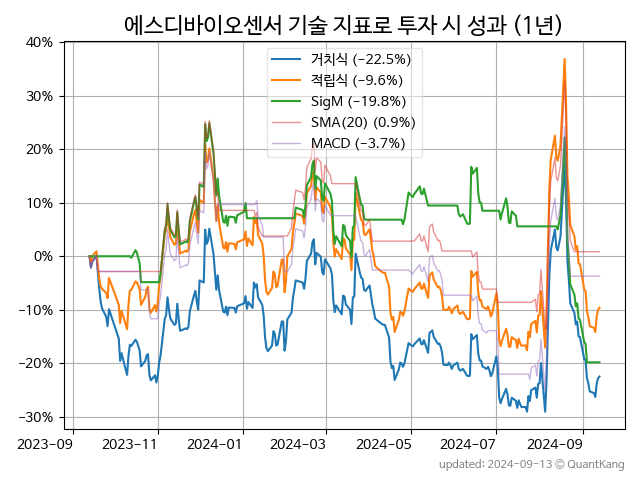 에스디바이오센서 기술 지표로 투자 시 성과 (1년)
거치식 (−22.5%)
적립식 (−9.6%)
SigM (−19.8%)
SMA(20) (0.9%)
MACD (−3.7%)
40%
30%
20%
10%
0%
−10%
−20%
−30%
2023-09 2023-11 2024-01 2024-03 2024-05 2024-07 2024-09
updated: 2024-09-13 ⓒ QuantKang